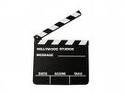 HOLLYWOOD STUDIOS
MESSAGE
DATE SCENE TAKE